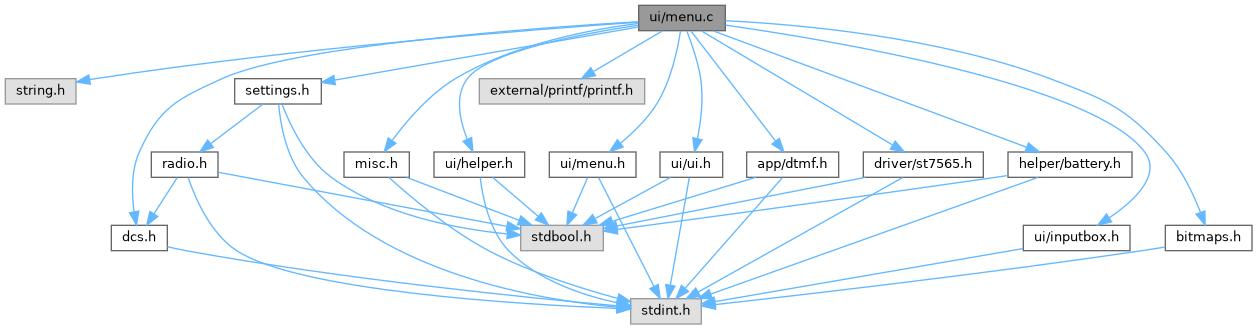 ui/menu.c
string.h
settings.h
external/printf/printf.h
radio.h
misc.h
ui/helper.h
ui/menu.h
ui/ui.h
app/dtmf.h
driver/st7565.h
helper/battery.h
dcs.h
stdbool.h
ui/inputbox.h
bitmaps.h
stdint.h